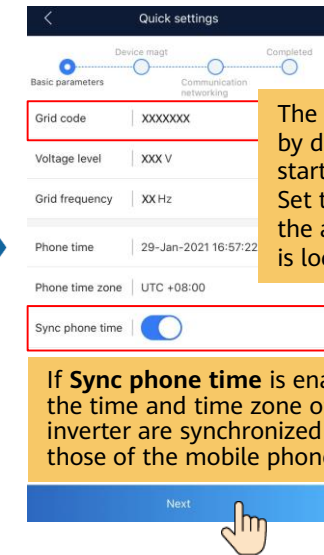 Quick settings
Device magt
Completed
Basic parameters
Communication
networking
Grid code XXXXXXX
Voltage level XXX V
Grid frequency XX Hz
Phone time 29-Jan-2021 16:57:22
Phone time zone UTC +08:00
Sync phone time
The
by
start
Set
the
is
If Sync phone time is
the time and time zone
inverter are synchronized
those of the mobile
Next